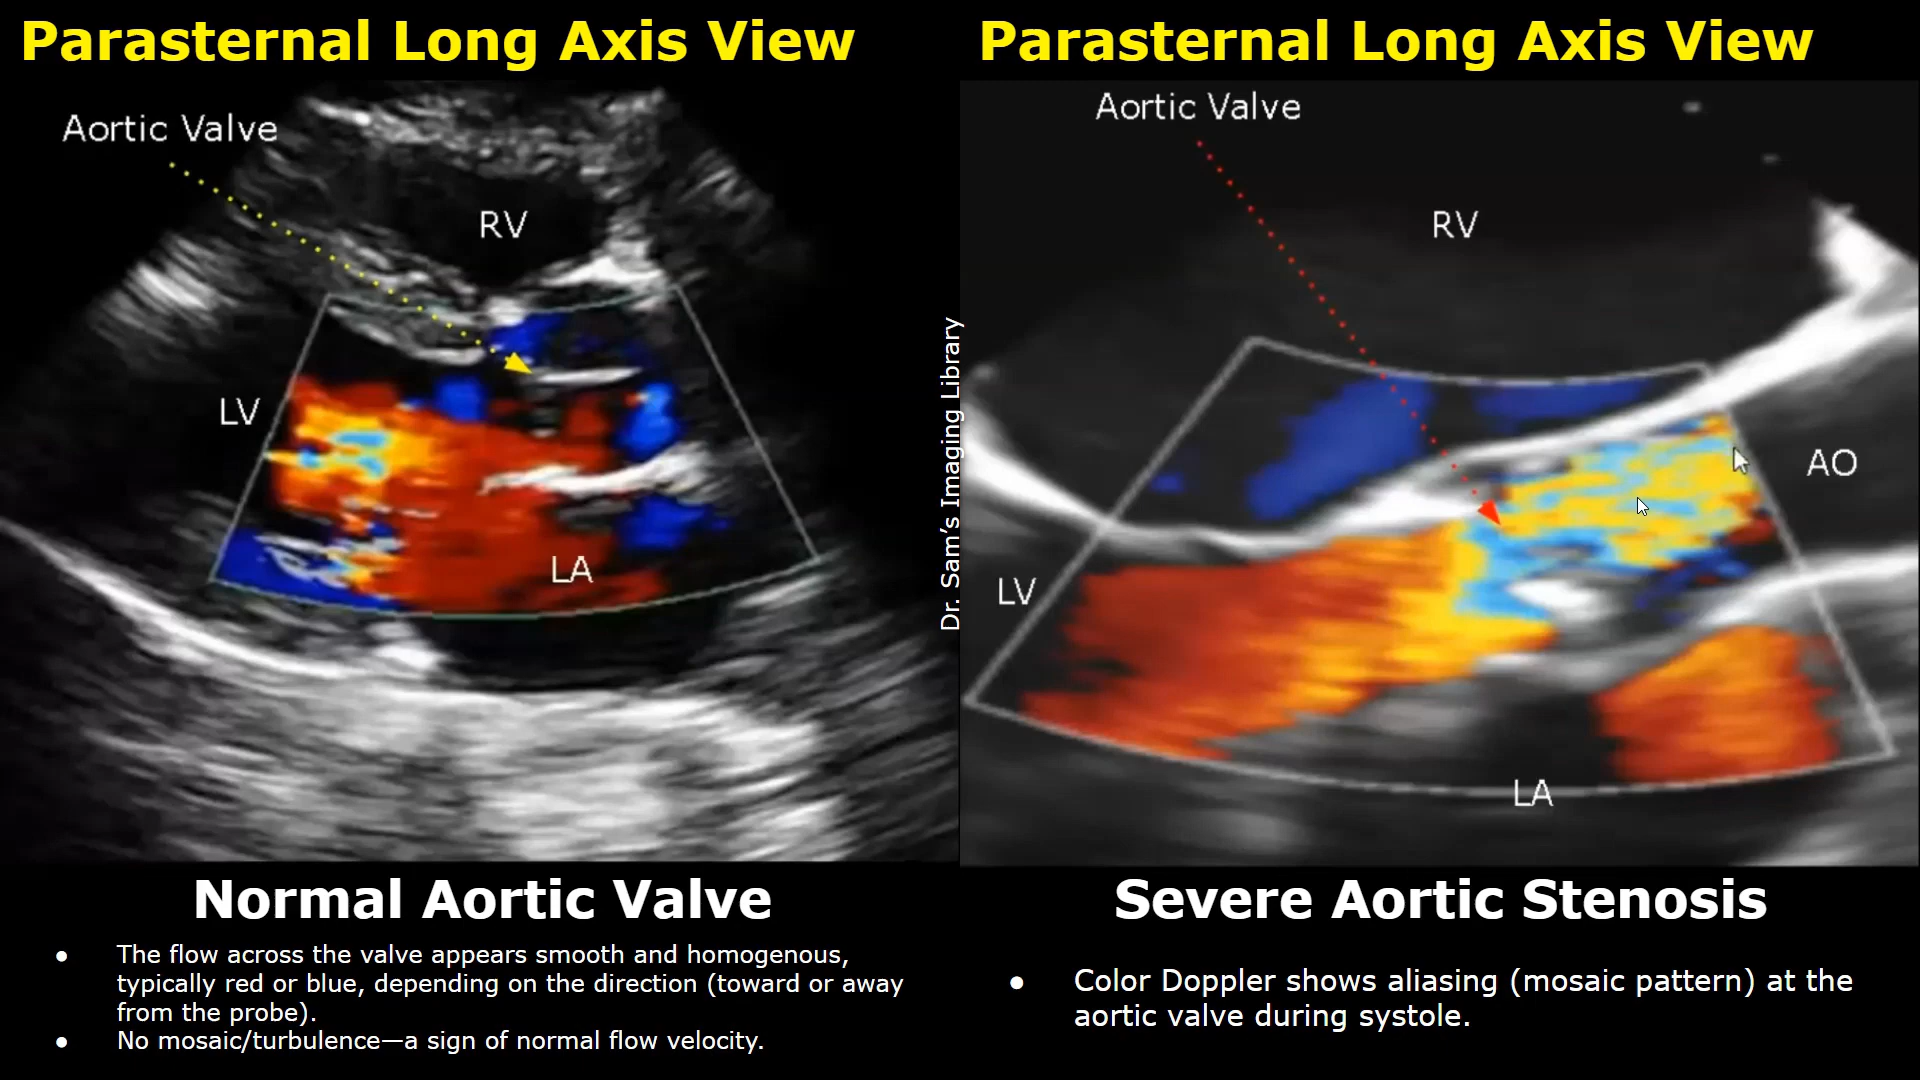 Parasternal Long Axis View
Aortic Valve
RV
LV
LA
Normal Aortic Valve
● The flow across the valve appears smooth and homogenous,
typically red or blue, depending on the direction (toward or away
from the probe).
● No mosaic/turbulence—a sign of normal flow velocity.
Dr. Sam's Imaging Library
Parasternal Long Axis View
Aortic Valve
RV
AO
LV
LA
Severe Aortic Stenosis
● Color Doppler shows aliasing (mosaic pattern) at the
aortic valve during systole.